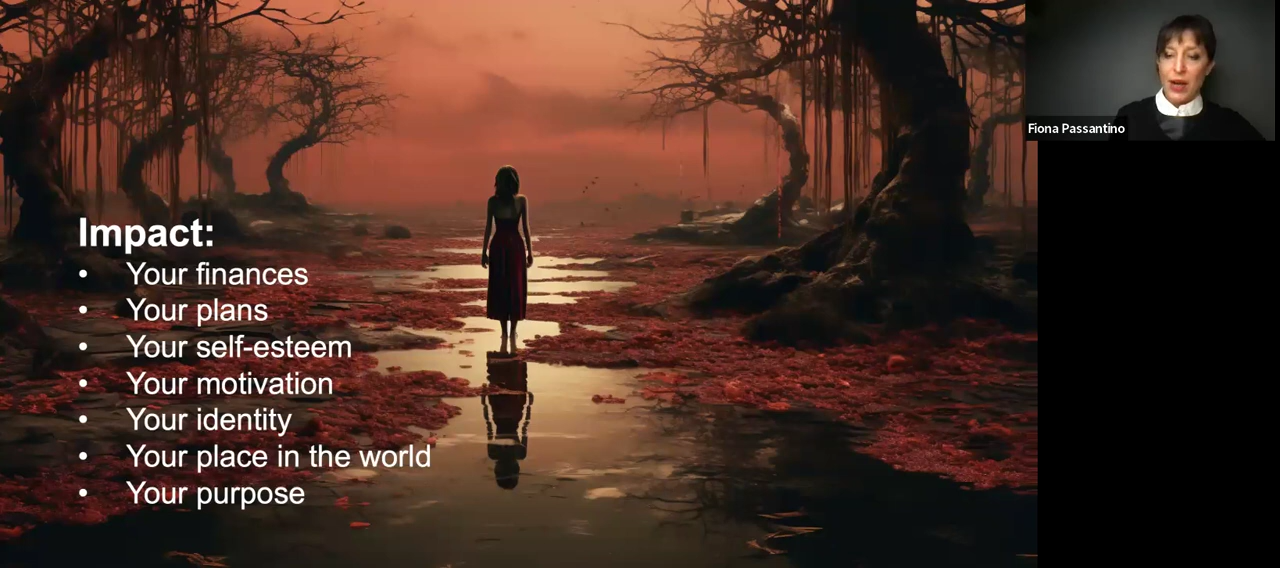 Impact:
• Your finances
• Your plans
• Your self-esteem
• Your motivation
• Your identity
• Your place in the world
• Your purpose
Fiona Passantino